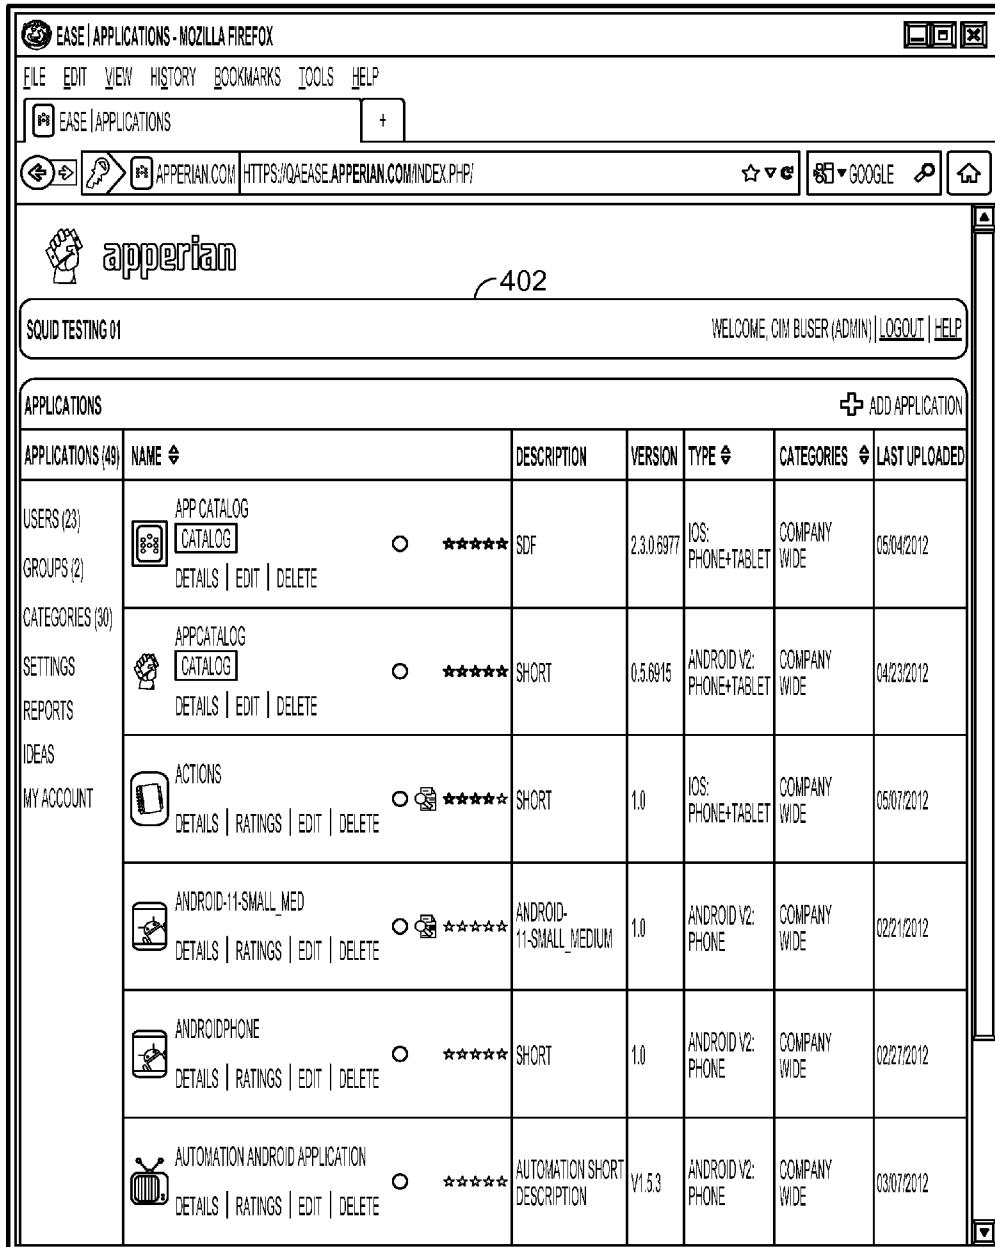 EASE | APPLICATIONS - MOZILLA FIREFOX
FILE EDIT VIEW HISTORY BOOKMARKS TOOLS HELP
EASE | APPLICATIONS +
APPERIAN.COM HTTPS://QAEASE.APPERIAN.COM/INDEX.PHP/ GOOGLE
apperian
402
SQUID TESTING 01 WELCOME, CIM BUSER (ADMIN) | LOGOUT | HELP
APPLICATIONS ADD APPLICATION
APPLICATIONS (49) NAME DESCRIPTION VERSION TYPE CATEGORIES LAST UPLOADED
USERS (23)
GROUPS (2)
CATEGORIES (30)
SETTINGS
REPORTS
IDEAS
MY ACCOUNT
APP CATALOG
CATALOG
DETAILS | EDIT | DELETE
SDF
2.3.0.6977
IOS:
PHONE+TABLET
COMPANY
WIDE
05/04/2012
APPCATALOG
CATALOG
DETAILS | EDIT | DELETE
SHORT
0.5.6915
ANDROID V2:
PHONE+TABLET
COMPANY
WIDE
04/23/2012
ACTIONS
DETAILS | RATINGS | EDIT | DELETE
SHORT
1.0
IOS:
PHONE+TABLET
COMPANY
WIDE
05/07/2012
ANDROID-11-SMALL_MED
DETAILS | RATINGS | EDIT | DELETE
ANDROID-
11-SMALL_MEDIUM
1.0
ANDROID V2:
PHONE
COMPANY
WIDE
02/21/2012
ANDROIDPHONE
DETAILS | RATINGS | EDIT | DELETE
SHORT
1.0
ANDROID V2:
PHONE
COMPANY
WIDE
02/27/2012
AUTOMATION ANDROID APPLICATION
DETAILS | RATINGS | EDIT | DELETE
AUTOMATION SHORT
DESCRIPTION
V1.5.3
ANDROID V2:
PHONE
COMPANY
WIDE
03/07/2012